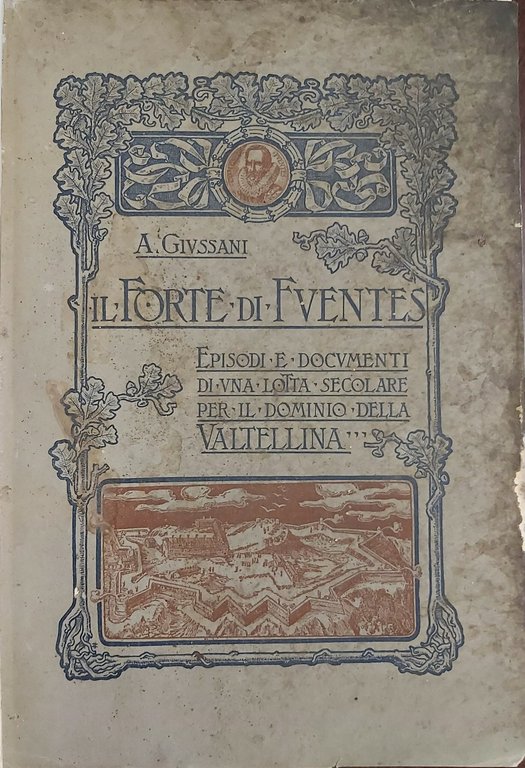 A. GIVSSANI
IL·FORTE·DI·FVENTES
EPISODI·E·DOCVMENTI
DI·VNA·LOTTA·SECOLARE
PER·IL·DOMINIO·DELLA
VALTELLINA···